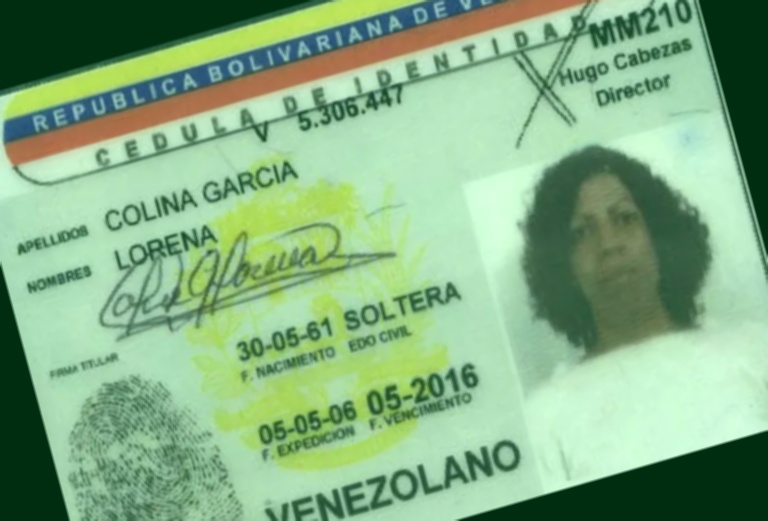 REPUBLICA BOLIVARIANA DE VE
CEDULA DE IDENTIDAD
MM210
V 5.306.447
Hugo Cabezas
Director
APELLIDOS COLINA GARCIA
NOMBRES LORENA
FIRMA TITULAR
30-05-61 SOLTERA
F. NACIMIENTO EDO CIVIL
05-05-06 05-2016
F. EXPEDICION F. VENCIMIENTO
VENEZOLANO